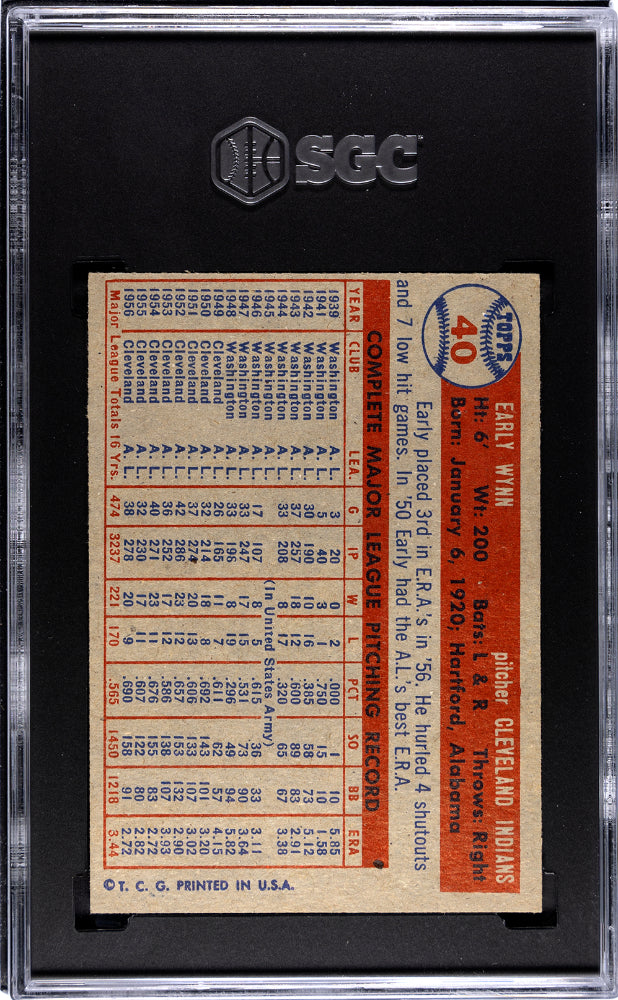 SGC
TOPPS
40
EARLY WYNN pitcher CLEVELAND INDIANS
Ht: 6' Wt: 200 Bats: L & R Throws: Right
Born: January 6, 1920; Hartford, Alabama
Early placed 3rd in E.R.A.'s in '56. He hurled 4 shutouts
and 7 low hit games. In '50 Early had the A.L.'s best E.R.A.
COMPLETE MAJOR LEAGUE PITCHING RECORD
YEAR CLUB LEA. G IP W L PCT SO BB ERA
1939 Washington A.L. 3 20 0 2 .000 1 10 5.85
1941 Washington A.L. 5 40 3 1 .750 15 10 1.58
1942 Washington A.L. 30 190 10 16 .385 58 73 5.12
1943 Washington A.L. 37 257 18 12 .600 89 83 2.91
1944 Washington A.L. 33 208 8 17 .320 65 67 3.38
1945 Washington A.L. (In United States Army)
1946 Washington A.L. 17 107 8 5 .615 36 33 3.11
1947 Washington A.L. 33 247 17 15 .531 73 90 3.64
1948 Washington A.L. 33 198 8 19 .296 49 94 5.82
1949 Cleveland A.L. 26 165 11 7 .611 62 57 4.15
1950 Cleveland A.L. 32 214 18 8 .692 143 101 3.20
1951 Cleveland A.L. 37 274 20 13 .606 133 107 3.02
1952 Cleveland A.L. 42 286 23 12 .657 153 132 2.90
1953 Cleveland A.L. 36 252 17 12 .586 138 107 3.93
1954 Cleveland A.L. 40 271 23 11 .676 155 83 2.72
1955 Cleveland A.L. 32 230 17 11 .607 122 80 2.82
1956 Cleveland A.L. 38 278 20 9 .690 158 91 2.72
Major League Totals 16 Yrs. 474 3237 221 170 .565 1450 1218 3.44
© T. C. G. PRINTED IN U.S.A.